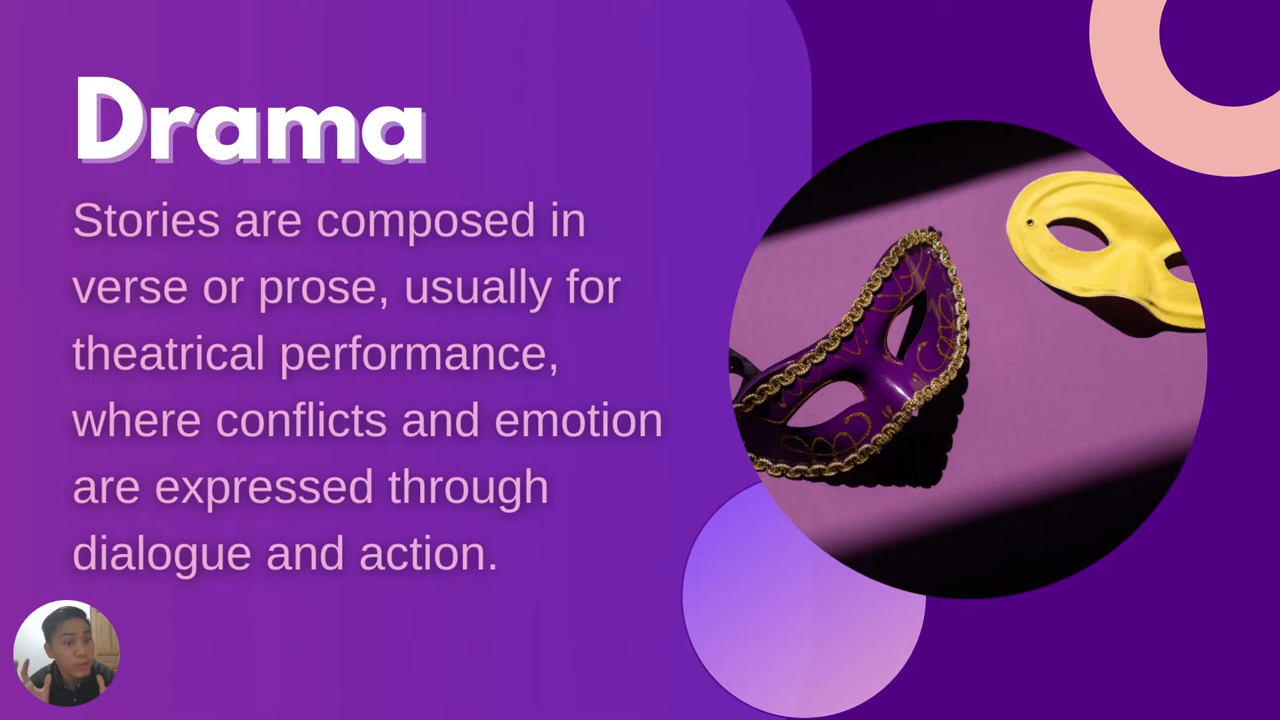 Drama
Stories are composed in
verse or prose, usually for
theatrical performance,
where conflicts and emotion
are expressed through
dialogue and action.